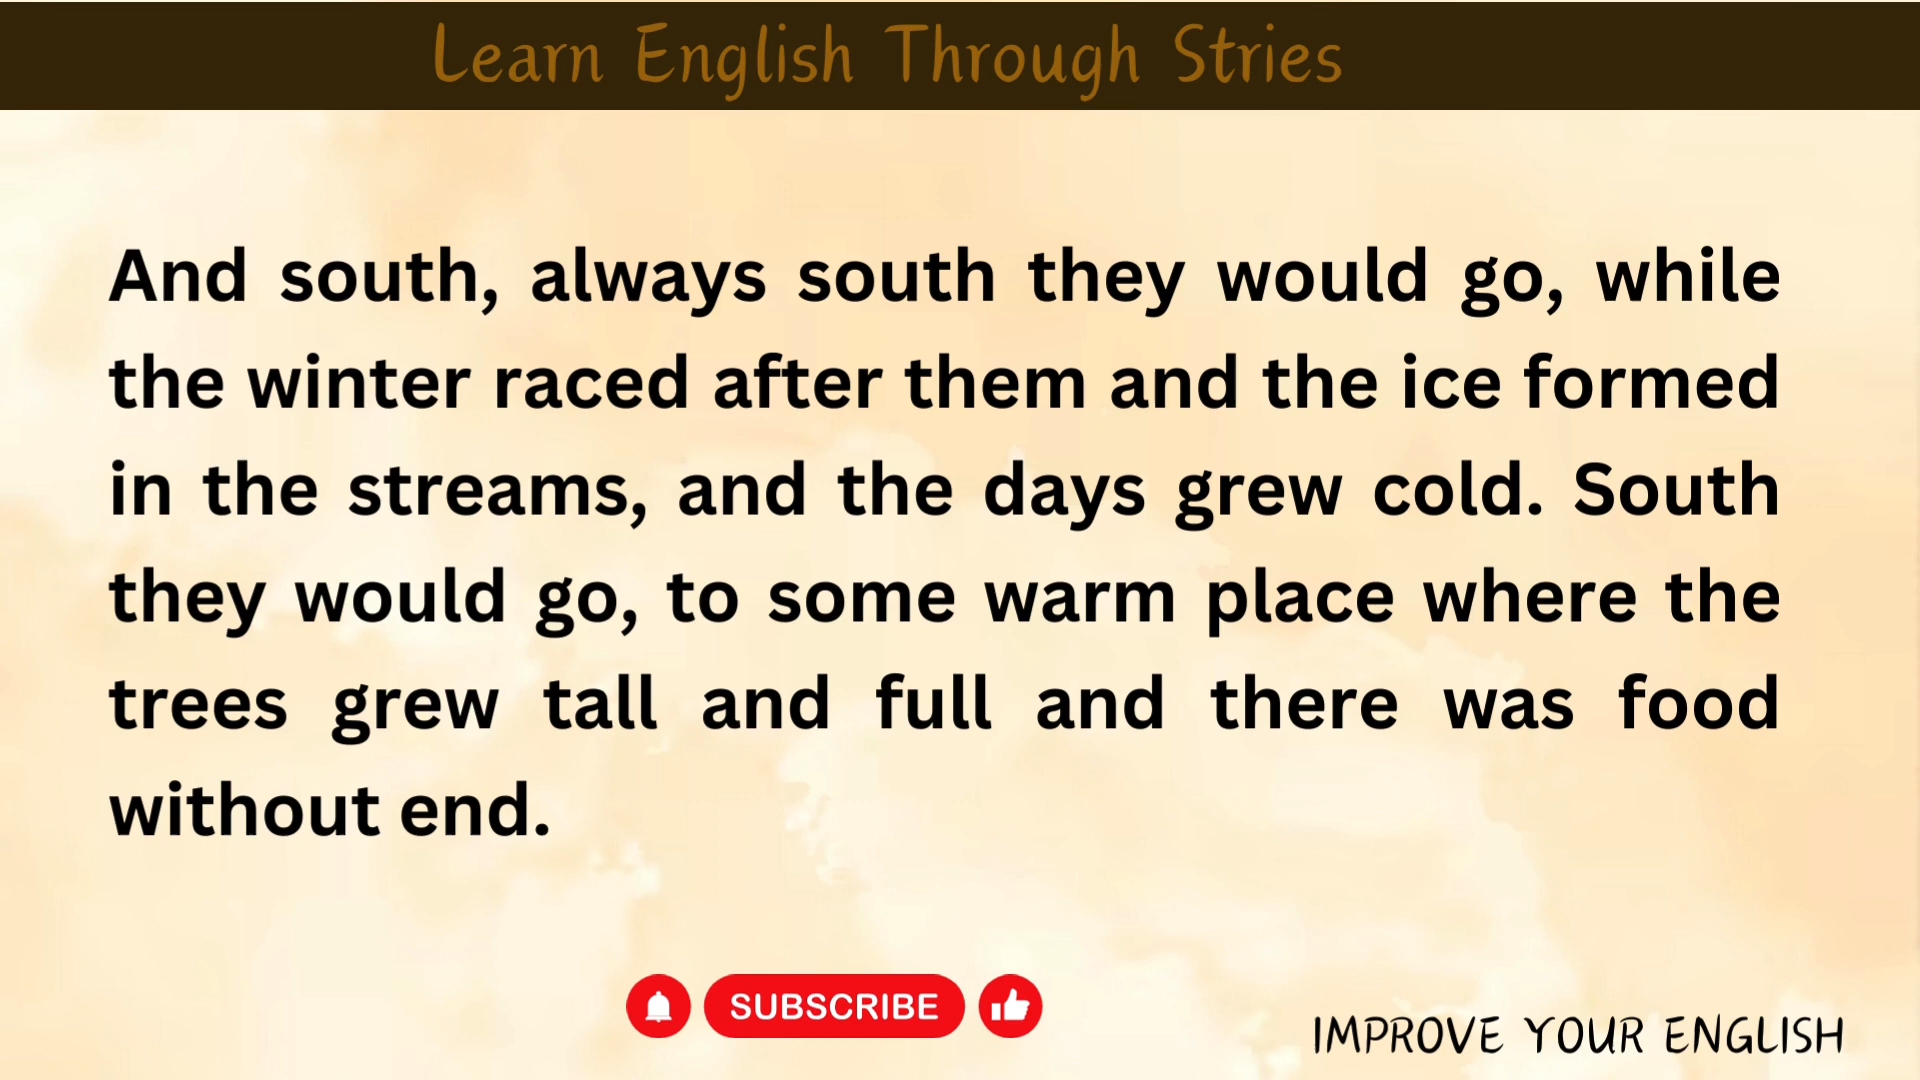 Learn English Through Stries
And south, always south they would go, while
the winter raced after them and the ice formed
in the streams, and the days grew cold. South
they would go, to some warm place where the
trees grew tall and full and there was food
without end.
SUBSCRIBE
IMPROVE YOUR ENGLISH